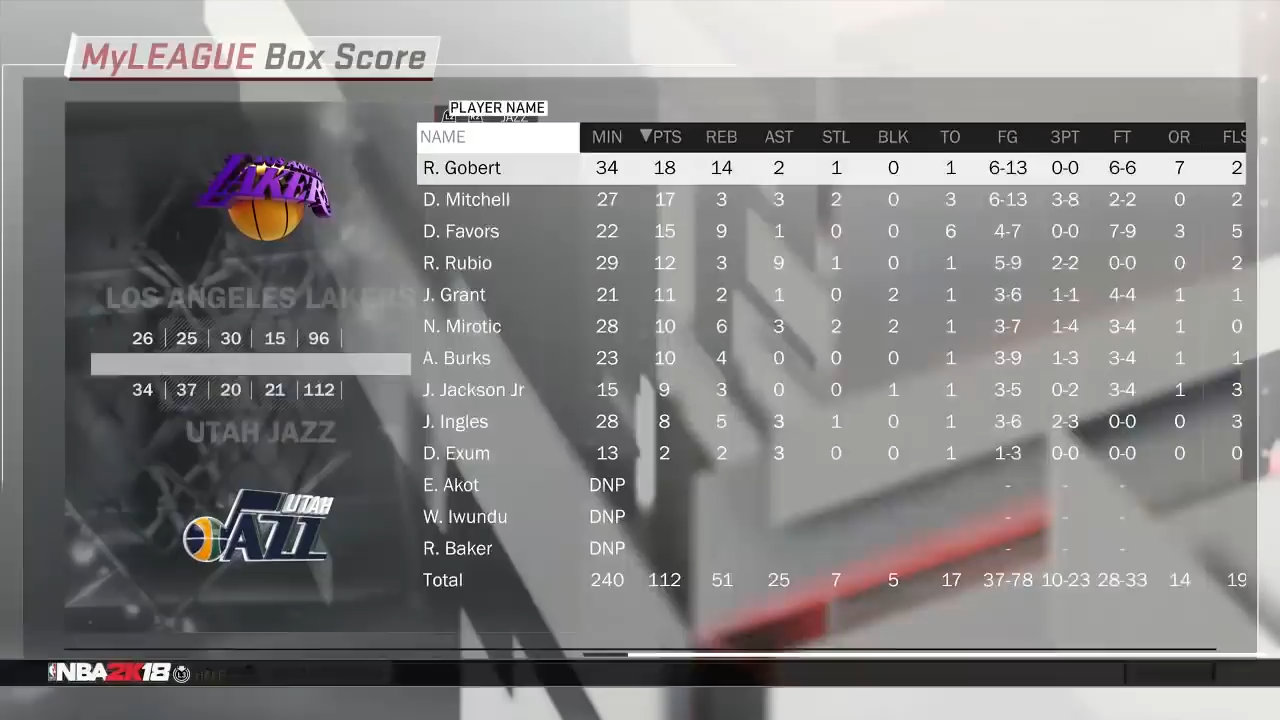 MyLEAGUE Box Score
PLAYER NAME
JAZZ
NAME MIN PTS REB AST STL BLK TO FG 3PT FT OR FLS
R. Gobert 34 18 14 2 1 0 1 6-13 0-0 6-6 7 2
D. Mitchell 27 17 3 3 2 0 3 6-13 3-8 2-2 0 2
D. Favors 22 15 9 1 0 0 6 4-7 0-0 7-9 3 5
R. Rubio 29 12 3 9 1 0 1 5-9 2-2 0-0 0 2
J. Grant 21 11 2 1 0 2 1 3-6 1-1 4-4 1 1
N. Mirotic 28 10 6 3 2 2 1 3-7 1-4 3-4 1 0
A. Burks 23 10 4 0 0 0 1 3-9 1-3 3-4 1 1
J. Jackson Jr 15 9 3 0 0 1 1 3-5 0-2 3-4 1 3
J. Ingles 28 8 5 3 1 0 1 3-6 2-3 0-0 0 3
D. Exum 13 2 2 3 0 0 1 1-3 0-0 0-0 0 0
E. Akot DNP - - -
W. Iwundu DNP - - -
R. Baker DNP - - -
Total 240 112 51 25 7 5 17 37-78 10-23 28-33 14 19
LOS ANGELES LAKERS
LOS ANGELES LAKERS
26 25 30 15 96
34 37 20 21 112
UTAH JAZZ
UTAH JAZZ
NBA2K18